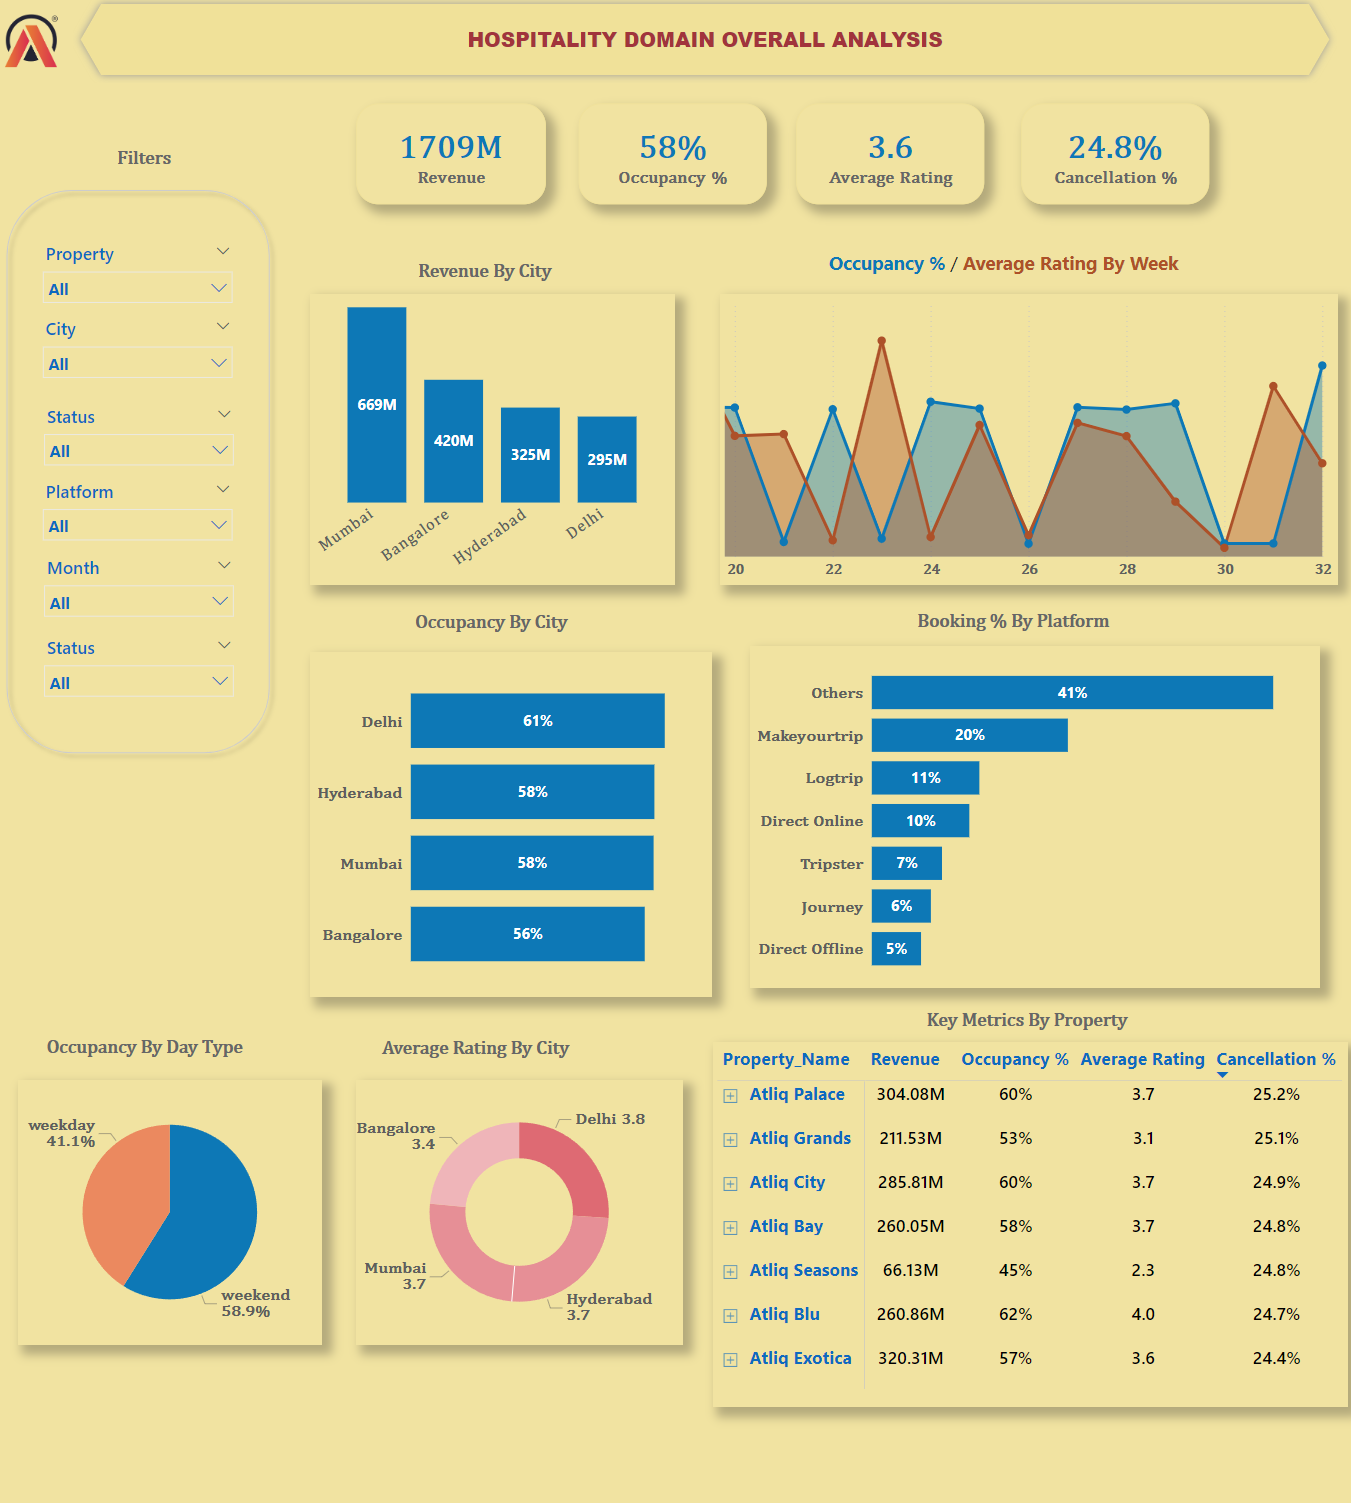 HOSPITALITY DOMAIN OVERALL ANALYSIS
®
1709M
Revenue
58%
Occupancy %
3.6
Average Rating
24.8%
Cancellation %
Filters
Property
All
City
All
Status
All
Platform
All
Month
All
Status
All
Revenue By City
669M
420M
325M
295M
Mumbai
Bangalore
Hyderabad
Delhi
Occupancy % / Average Rating By Week
20 22 24 26 28 30 32
Occupancy By City
Delhi 61%
Hyderabad 58%
Mumbai 58%
Bangalore 56%
Booking % By Platform
Others 41%
Makeyourtrip 20%
Logtrip 11%
Direct Online 10%
Tripster 7%
Journey 6%
Direct Offline 5%
Occupancy By Day Type
weekday
41.1%
weekend
58.9%
Average Rating By City
Delhi 3.8
Bangalore
3.4
Mumbai
3.7
Hyderabad
3.7
Key Metrics By Property
Property_Name Revenue Occupancy % Average Rating Cancellation %
Atliq Palace 304.08M 60% 3.7 25.2%
Atliq Grands 211.53M 53% 3.1 25.1%
Atliq City 285.81M 60% 3.7 24.9%
Atliq Bay 260.05M 58% 3.7 24.8%
Atliq Seasons 66.13M 45% 2.3 24.8%
Atliq Blu 260.86M 62% 4.0 24.7%
Atliq Exotica 320.31M 57% 3.6 24.4%